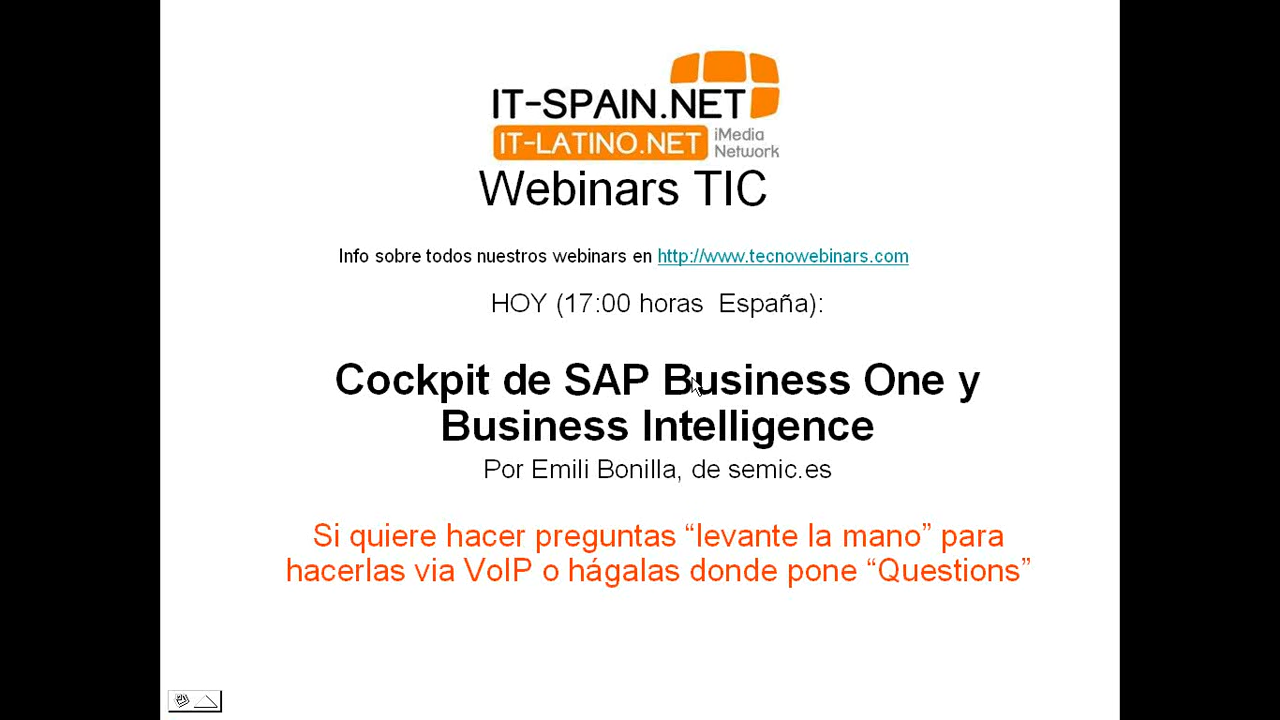 IT-SPAIN.NET
IT-LATINO.NET iMedia Network
Webinars TIC
Info sobre todos nuestros webinars en http://www.tecnowebinars.com
HOY (17:00 horas España):
Cockpit de SAP Business One y
Business Intelligence
Por Emili Bonilla, de semic.es
Si quiere hacer preguntas “levante la mano” para
hacerlas via VoIP o hágalas donde pone “Questions”